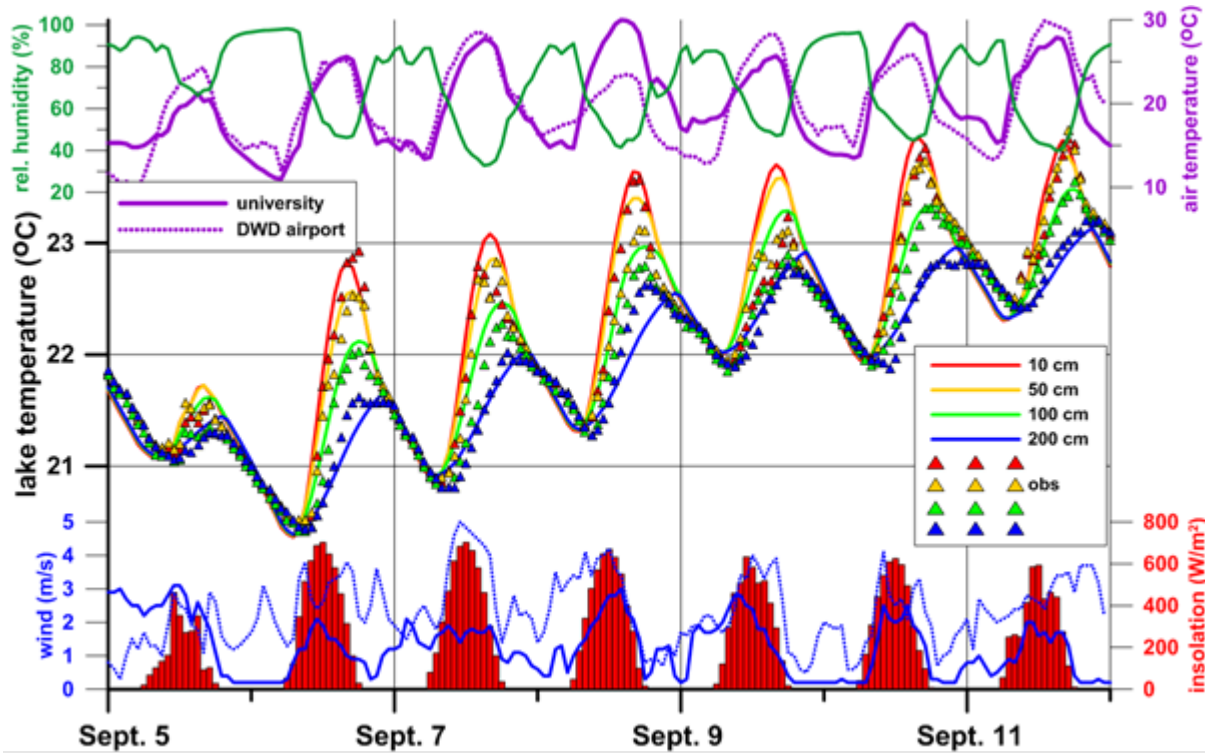 100
80
60
40
20
rel. humidity (%)
30
20
10
air temperature (ºC)
university
DWD airport
23
22
21
lake temperature (ºC)
10 cm
50 cm
100 cm
200 cm
obs
5
4
3
2
1
0
wind (m/s)
800
600
400
200
0
insolation (W/m²)
Sept. 5
Sept. 7
Sept. 9
Sept. 11